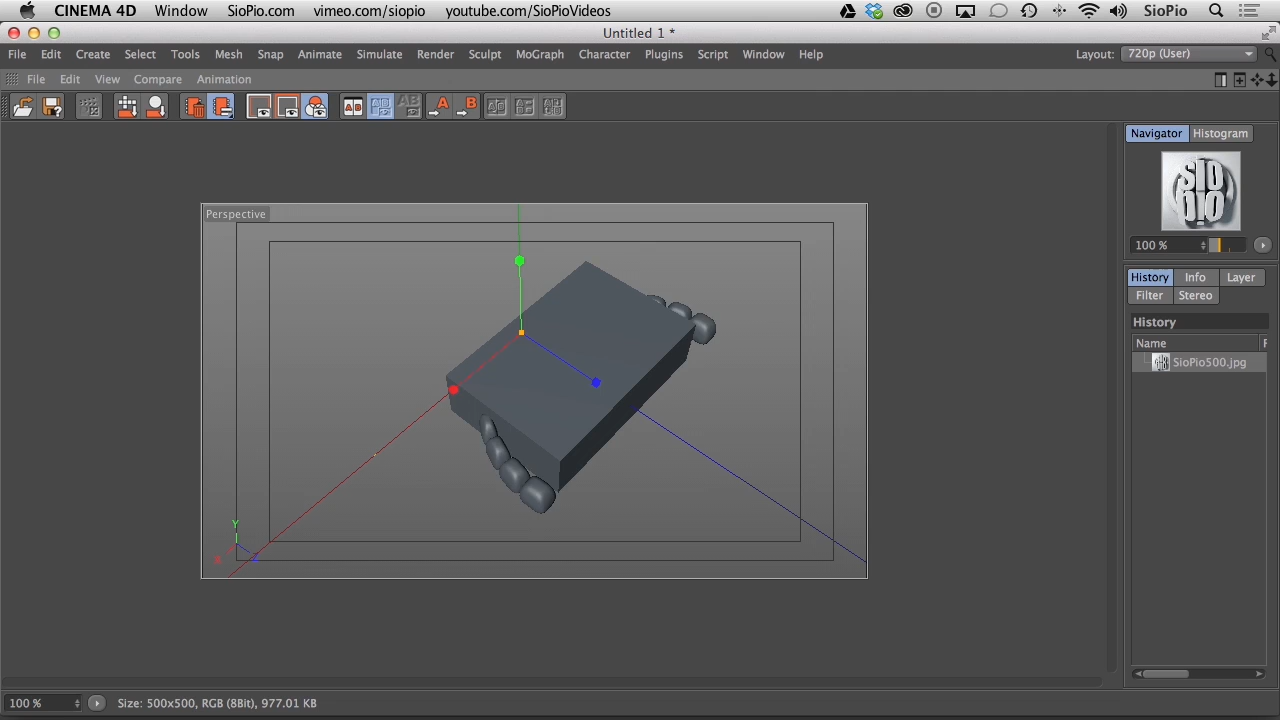 CINEMA 4D Window SioPio.com vimeo.com/siopio youtube.com/SioPioVideos SioPio
Untitled 1 *
File Edit Create Select Tools Mesh Snap Animate Simulate Render Sculpt MoGraph Character Plugins Script Window Help Layout: 720p (User)
File Edit View Compare Animation
AB A B
Navigator Histogram
Perspective
SIO
PIO
100 %
History Info Layer
Filter Stereo
History
Name F
SioPio500.jpg
Y
Z
100 % Size: 500x500, RGB (8Bit), 977.01 KB